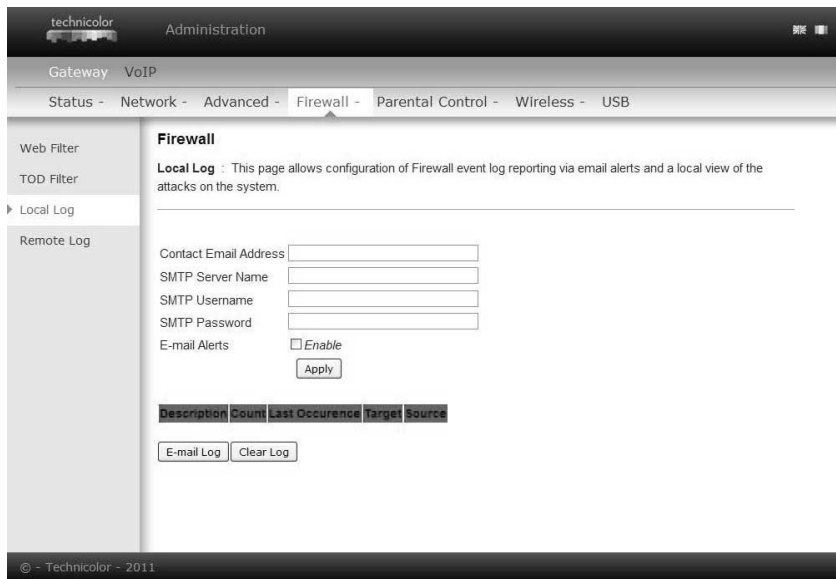 technicolor
Administration
Gateway VoIP
Status - Network - Advanced - Firewall - Parental Control - Wireless - USB
Web Filter
TOD Filter
Local Log
Remote Log
Firewall
Local Log : This page allows configuration of Firewall event log reporting via email alerts and a local view of the
attacks on the system.
Contact Email Address
SMTP Server Name
SMTP Username
SMTP Password
E-mail Alerts Enable
Apply
Description Count Last Occurence Target Source
E-mail Log Clear Log
© - Technicolor - 2011